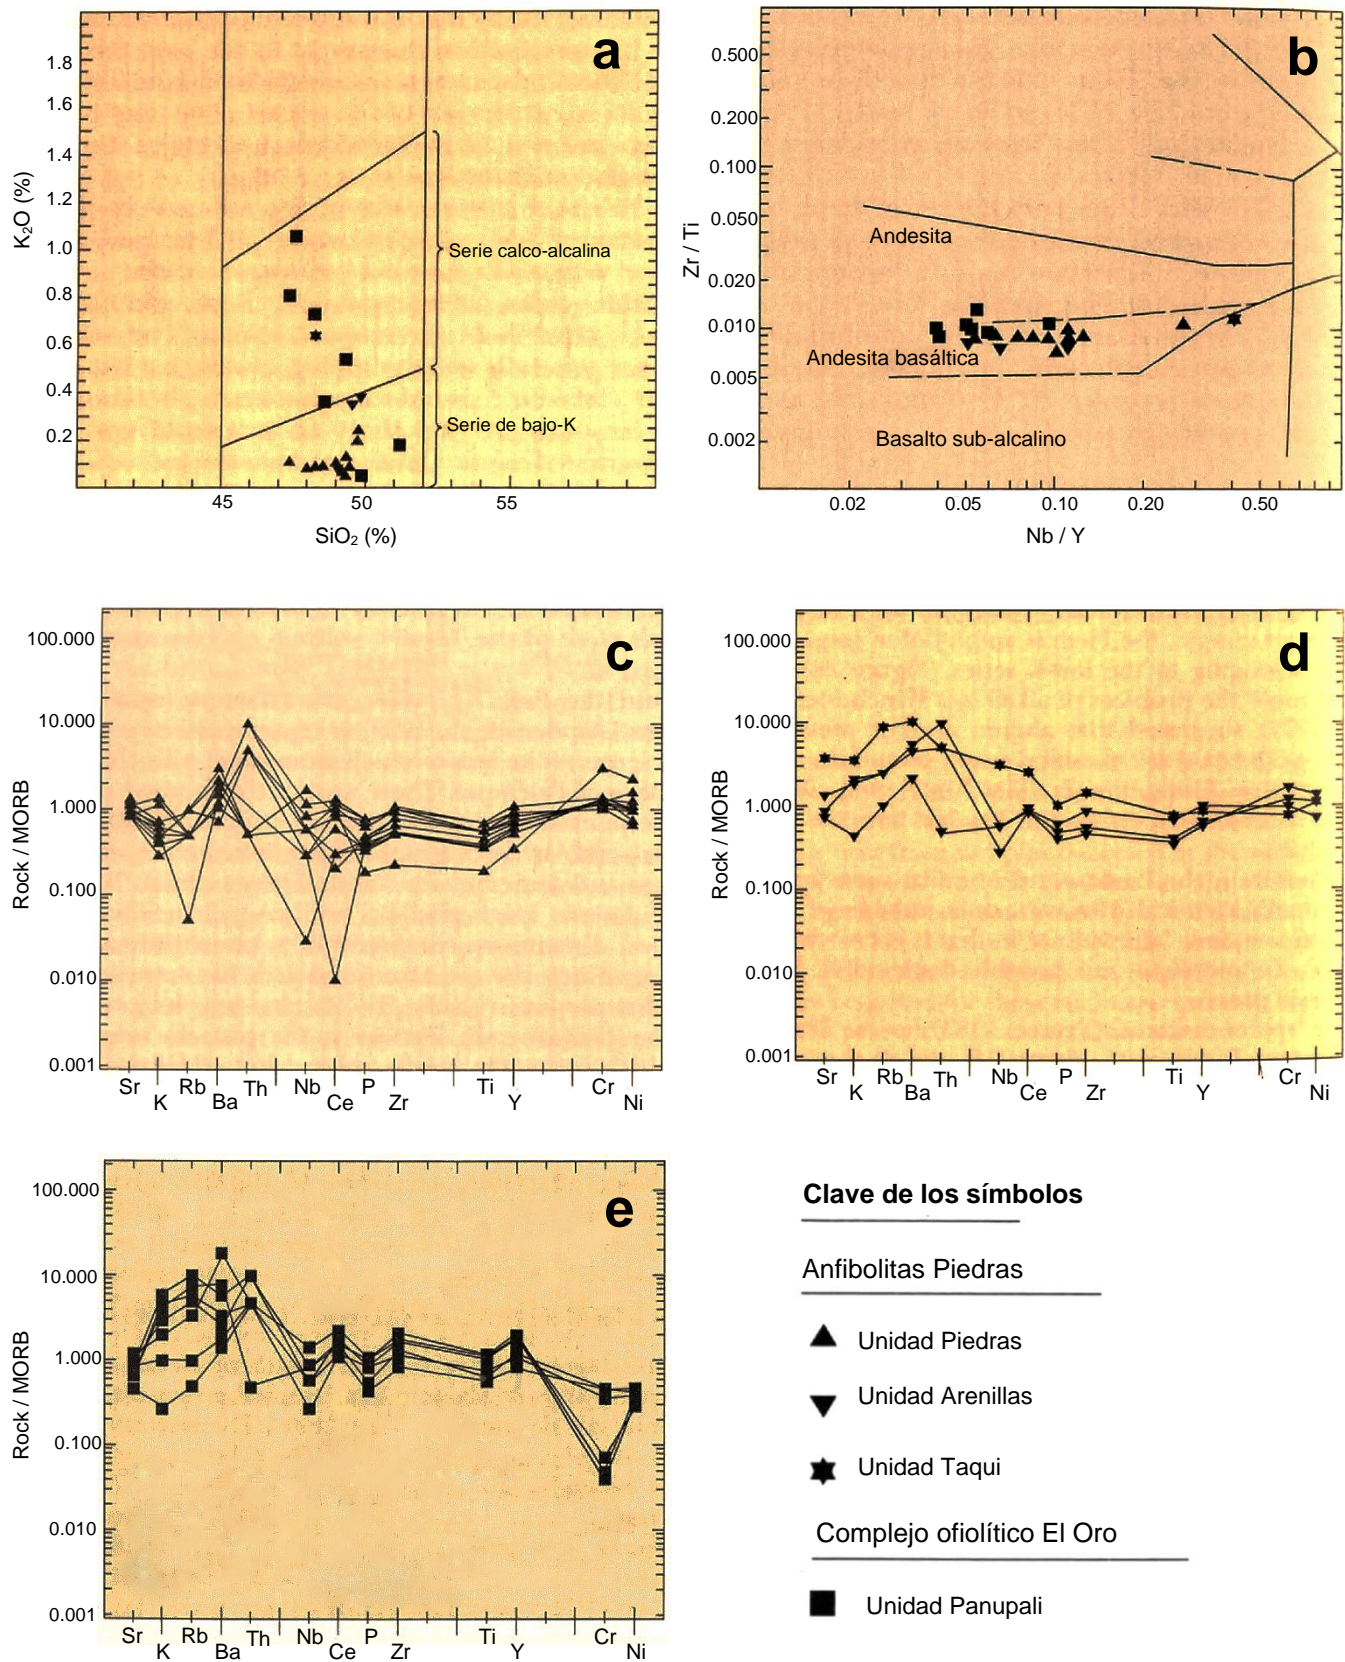 a
1.8
1.6
1.4
1.2
1.0
0.8
0.6
0.4
0.2
K₂O (%)
Serie calco-alcalina
Serie de bajo-K
45
50
55
SiO₂ (%)
b
0.500
0.200
0.100
0.050
0.020
0.010
0.005
0.002
Zr / Ti
Andesita
Andesita basáltica
Basalto sub-alcalino
0.02
0.05
0.10
0.20
0.50
Nb / Y
c
100.000
10.000
1.000
0.100
0.010
0.001
Rock / MORB
Sr K Rb Ba Th Nb Ce P Zr Ti Y Cr Ni
d
100.000
10.000
1.000
0.100
0.010
0.001
Rock / MORB
Sr K Rb Ba Th Nb Ce P Zr Ti Y Cr Ni
e
100.000
10.000
1.000
0.100
0.010
0.001
Rock / MORB
Sr K Rb Ba Th Nb Ce P Zr Ti Y Cr Ni
Clave de los símbolos
Anfibolitas Piedras
Unidad Piedras
Unidad Arenillas
Unidad Taqui
Complejo ofiolítico El Oro
Unidad Panupali